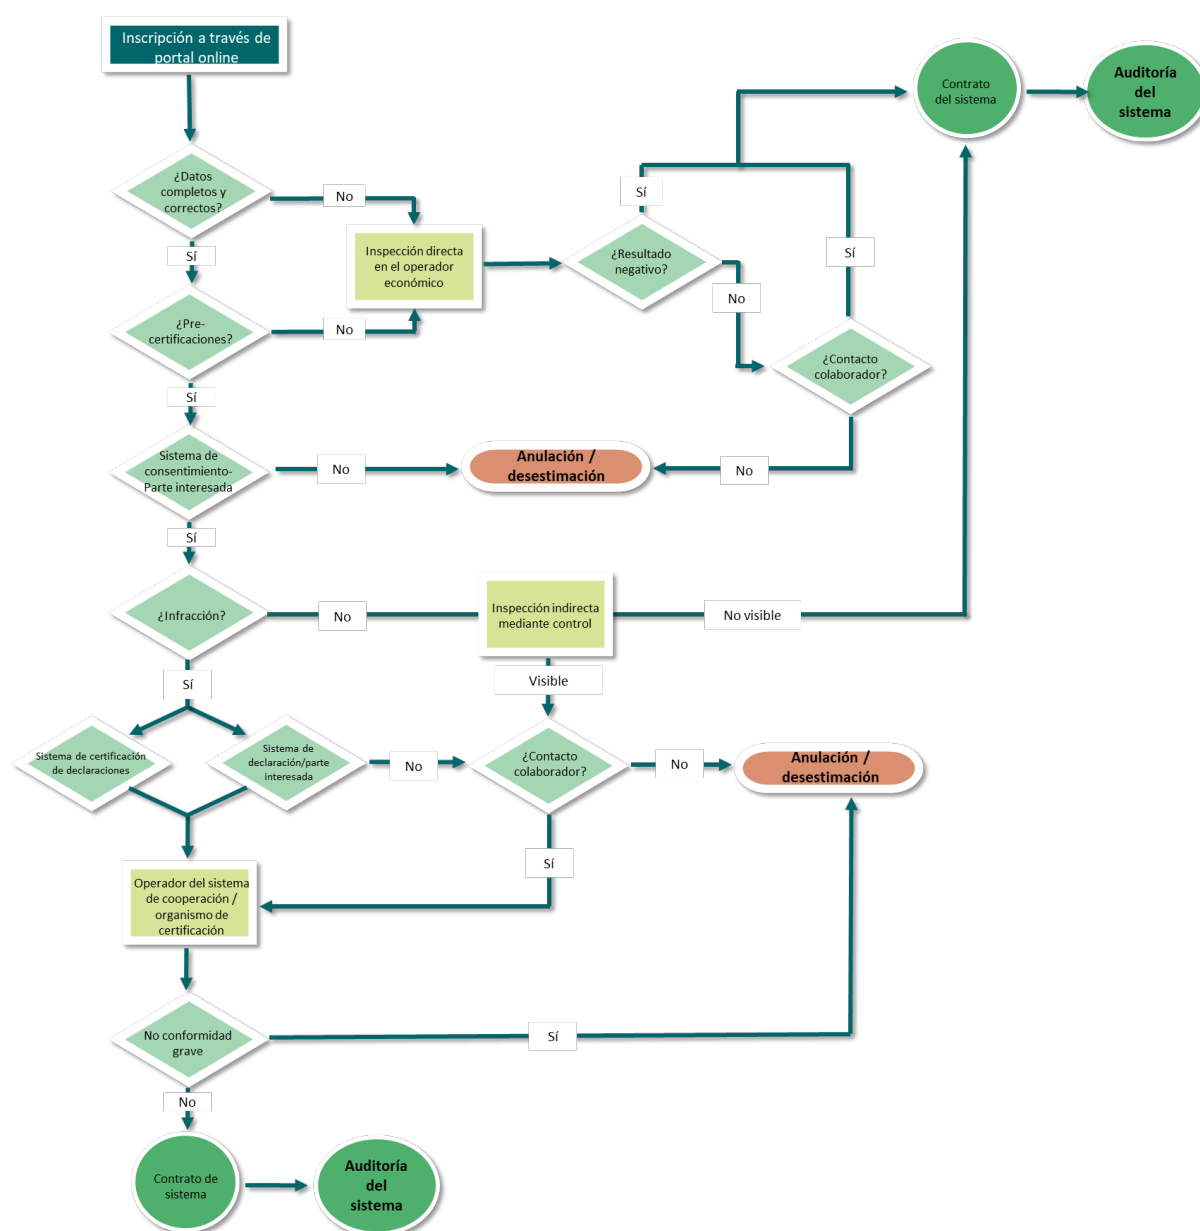 Inscripción a través de
portal online
Contrato
del sistema
Auditoría
del
sistema
¿Datos
completos y
correctos?
No
Sí
Inspección directa
en el operador
económico
¿Resultado
negativo?
Sí
No
Sí
¿Pre-
certificaciones?
No
Sí
¿Contacto
colaborador?
Sistema de
consentimiento-
Parte interesada
No
Anulación /
desestimación
No
Sí
¿Infracción?
No
Inspección indirecta
mediante control
No visible
Visible
Sí
Sistema de certificación
de declaraciones
Sistema de
declaración/parte
interesada
No
¿Contacto
colaborador?
No
Anulación /
desestimación
Sí
Operador del sistema
de cooperación /
organismo de
certificación
No conformidad
grave
Sí
No
Contrato de
sistema
Auditoría
del
sistema